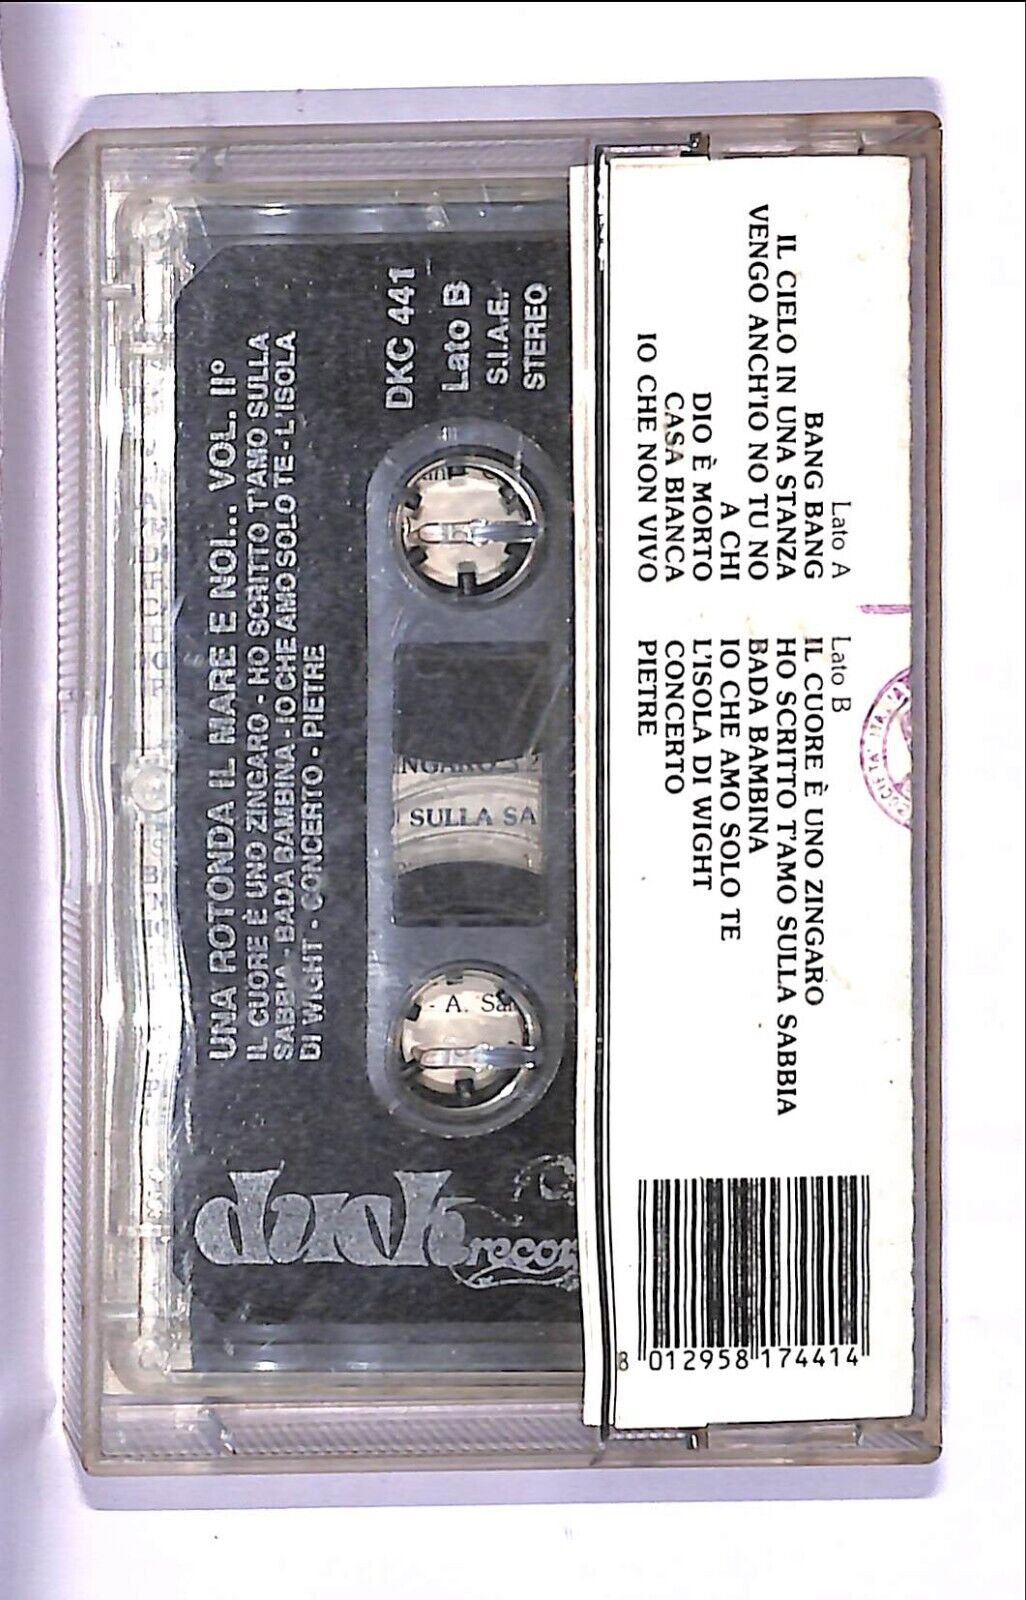 UNA ROTONDA IL MARE E NOI... VOL. II°
IL CUORE È UNO ZINGARO - HO SCRITTO T'AMO SULLA
SABBIA - BADA BAMBINA - IO CHE AMO SOLO TE - L'ISOLA
DI WIGHT - CONCERTO - PIETRE
DKC 441
Lato B
S.I.A.E.
STEREO
SULLA SA
- A. Sal
duck
recor
Lato A
BANG BANG
IL CIELO IN UNA STANZA
VENGO ANCH'IO NO TU NO
A CHI
DIO È MORTO
CASA BIANCA
IO CHE NON VIVO
Lato B
IL CUORE È UNO ZINGARO
HO SCRITTO T'AMO SULLA SABBIA
BADA BAMBINA
IO CHE AMO SOLO TE
L'ISOLA DI WIGHT
CONCERTO
PIETRE
8 012958 174414